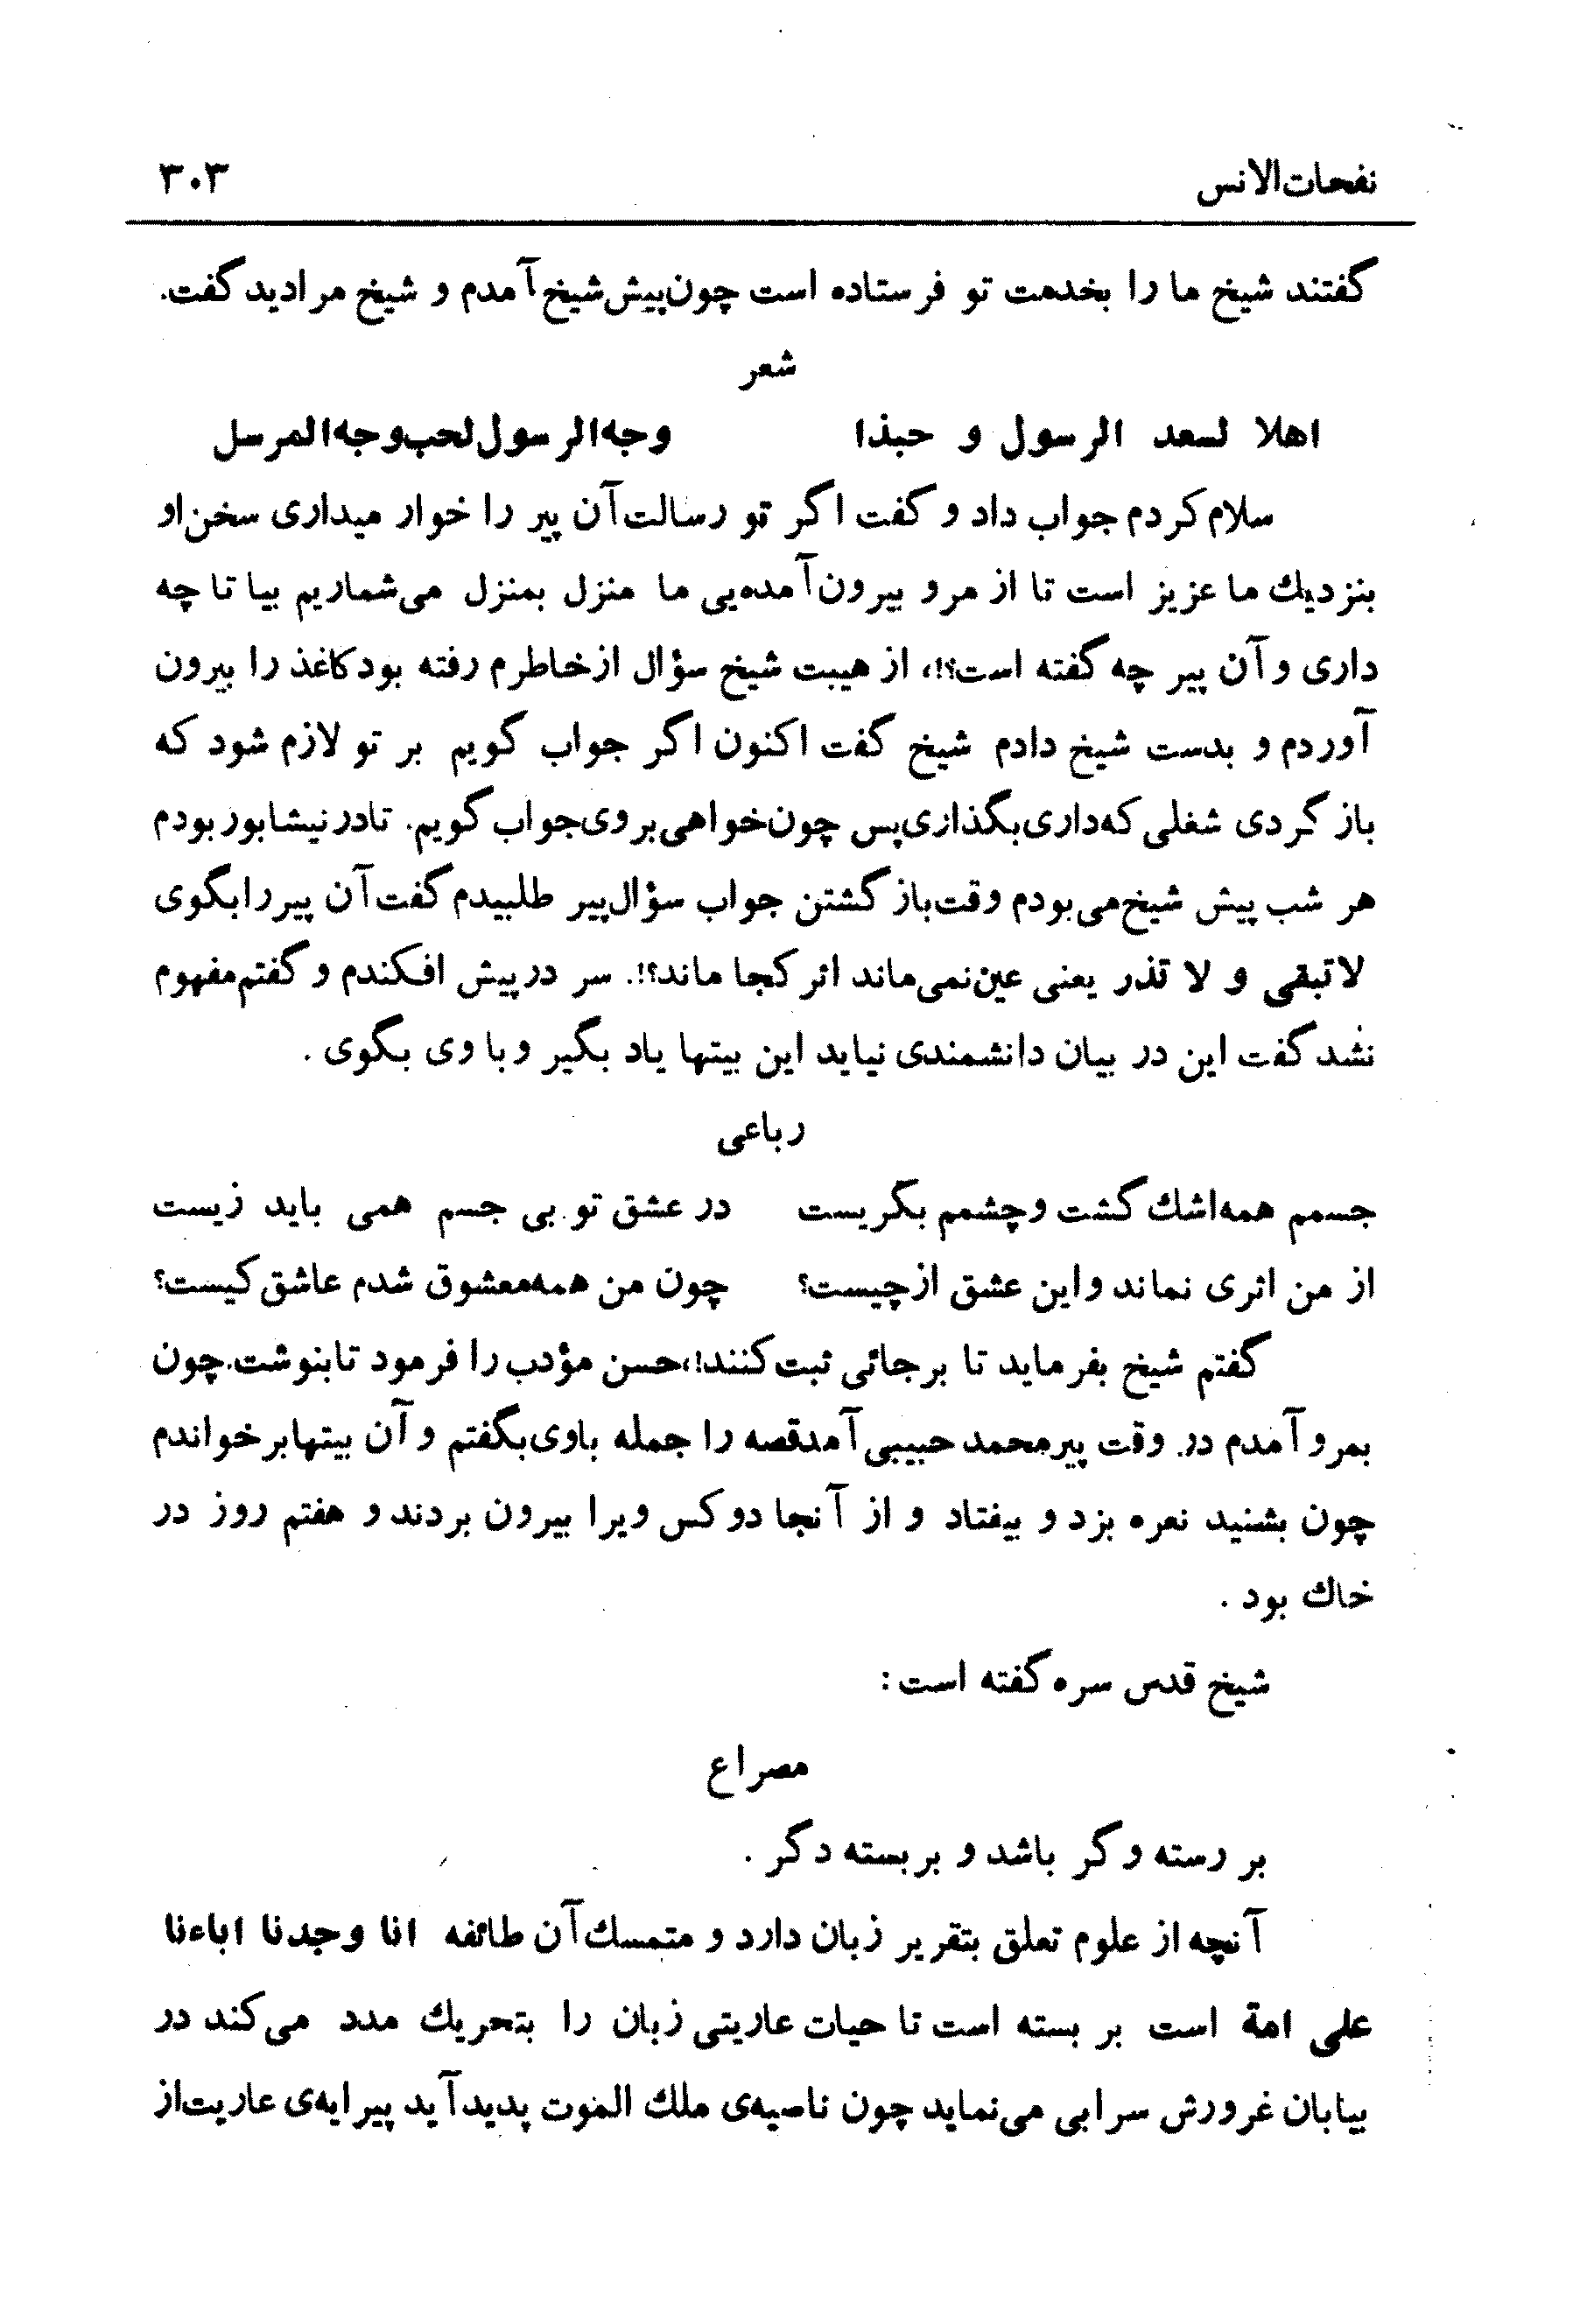 نفحات‌الانس ۳۰۳
گفتند شیخ ما را بخدمت تو فرستاده است چون‌پیش‌شیخ آمدم و شیخ مرادید گفت.
شعر
اهلا لسعد الرسول و حبذا وجه‌الرسول‌لحب‌وجه‌المرسل
سلام‌کردم جواب داد و گفت اگر تو رسالت‌آن پیر را خوار میداری سخن‌او
بنزدیك ما عزیز است تا از مرو بیرون‌آمده‌یی ما منزل بمنزل می‌شماریم بیا تا چه
داری و آن پیر چه گفته است؟!، از هیبت شیخ سؤال ازخاطرم رفته بودکاغذ را بیرون
آوردم و بدست شیخ دادم شیخ گفت اکنون اگر جواب گویم بر تو لازم شود که
باز گردی شغلی که‌داری‌بگذاری‌پس چون‌خواهی‌بروی‌جواب گویم. تادرنیشابور بودم
هر شب پیش شیخ‌می‌بودم وقت‌باز گشتن جواب سؤال‌پیر طلبیدم گفت آن پیررابگوی
لاتبقی و لا تذر یعنی عین‌نمی‌ماند اثر کجا ماند؟!. سر درپیش افکندم و گفتم‌مفهوم
نشد گفت این در بیان دانشمندی نیاید این بیتها یاد بگیر و با وی بگوی .
رباعی
جسمم همه‌اشك گشت وچشمم بگریست در عشق تو بی جسم همی باید زیست
از من اثری نماند واین عشق ازچیست؟ چون من همه‌معشوق شدم عاشق کیست؟
گفتم شیخ بفرماید تا برجائی ثبت کنند!،حسن مؤدب را فرمود تابنوشت.چون
بمرو آمدم در. وقت پیرمحمد حبیبی آمدقصه را جمله باوی‌بگفتم و آن بیتهابرخواندم
چون بشنید نعره بزد و بیفتاد و از آنجا دوکس ویرا بیرون بردند و هفتم روز در
خاك بود .
شیخ قدس سره گفته است:
مصراع
بر رسته وگر باشد و بربسته دگر .
آنچه از علوم تعلق بتقریر زبان دارد و متمسك آن طائفه انا وجدنا اباءنا
علی امة است بر بسته است تا حیات عاریتی زبان را بتحریك مدد می‌کند در
بیابان غرورش سرابی می‌نماید چون ناصیه‌ی ملك الموت پدیدآید پیرایه‌ی عاریت‌از